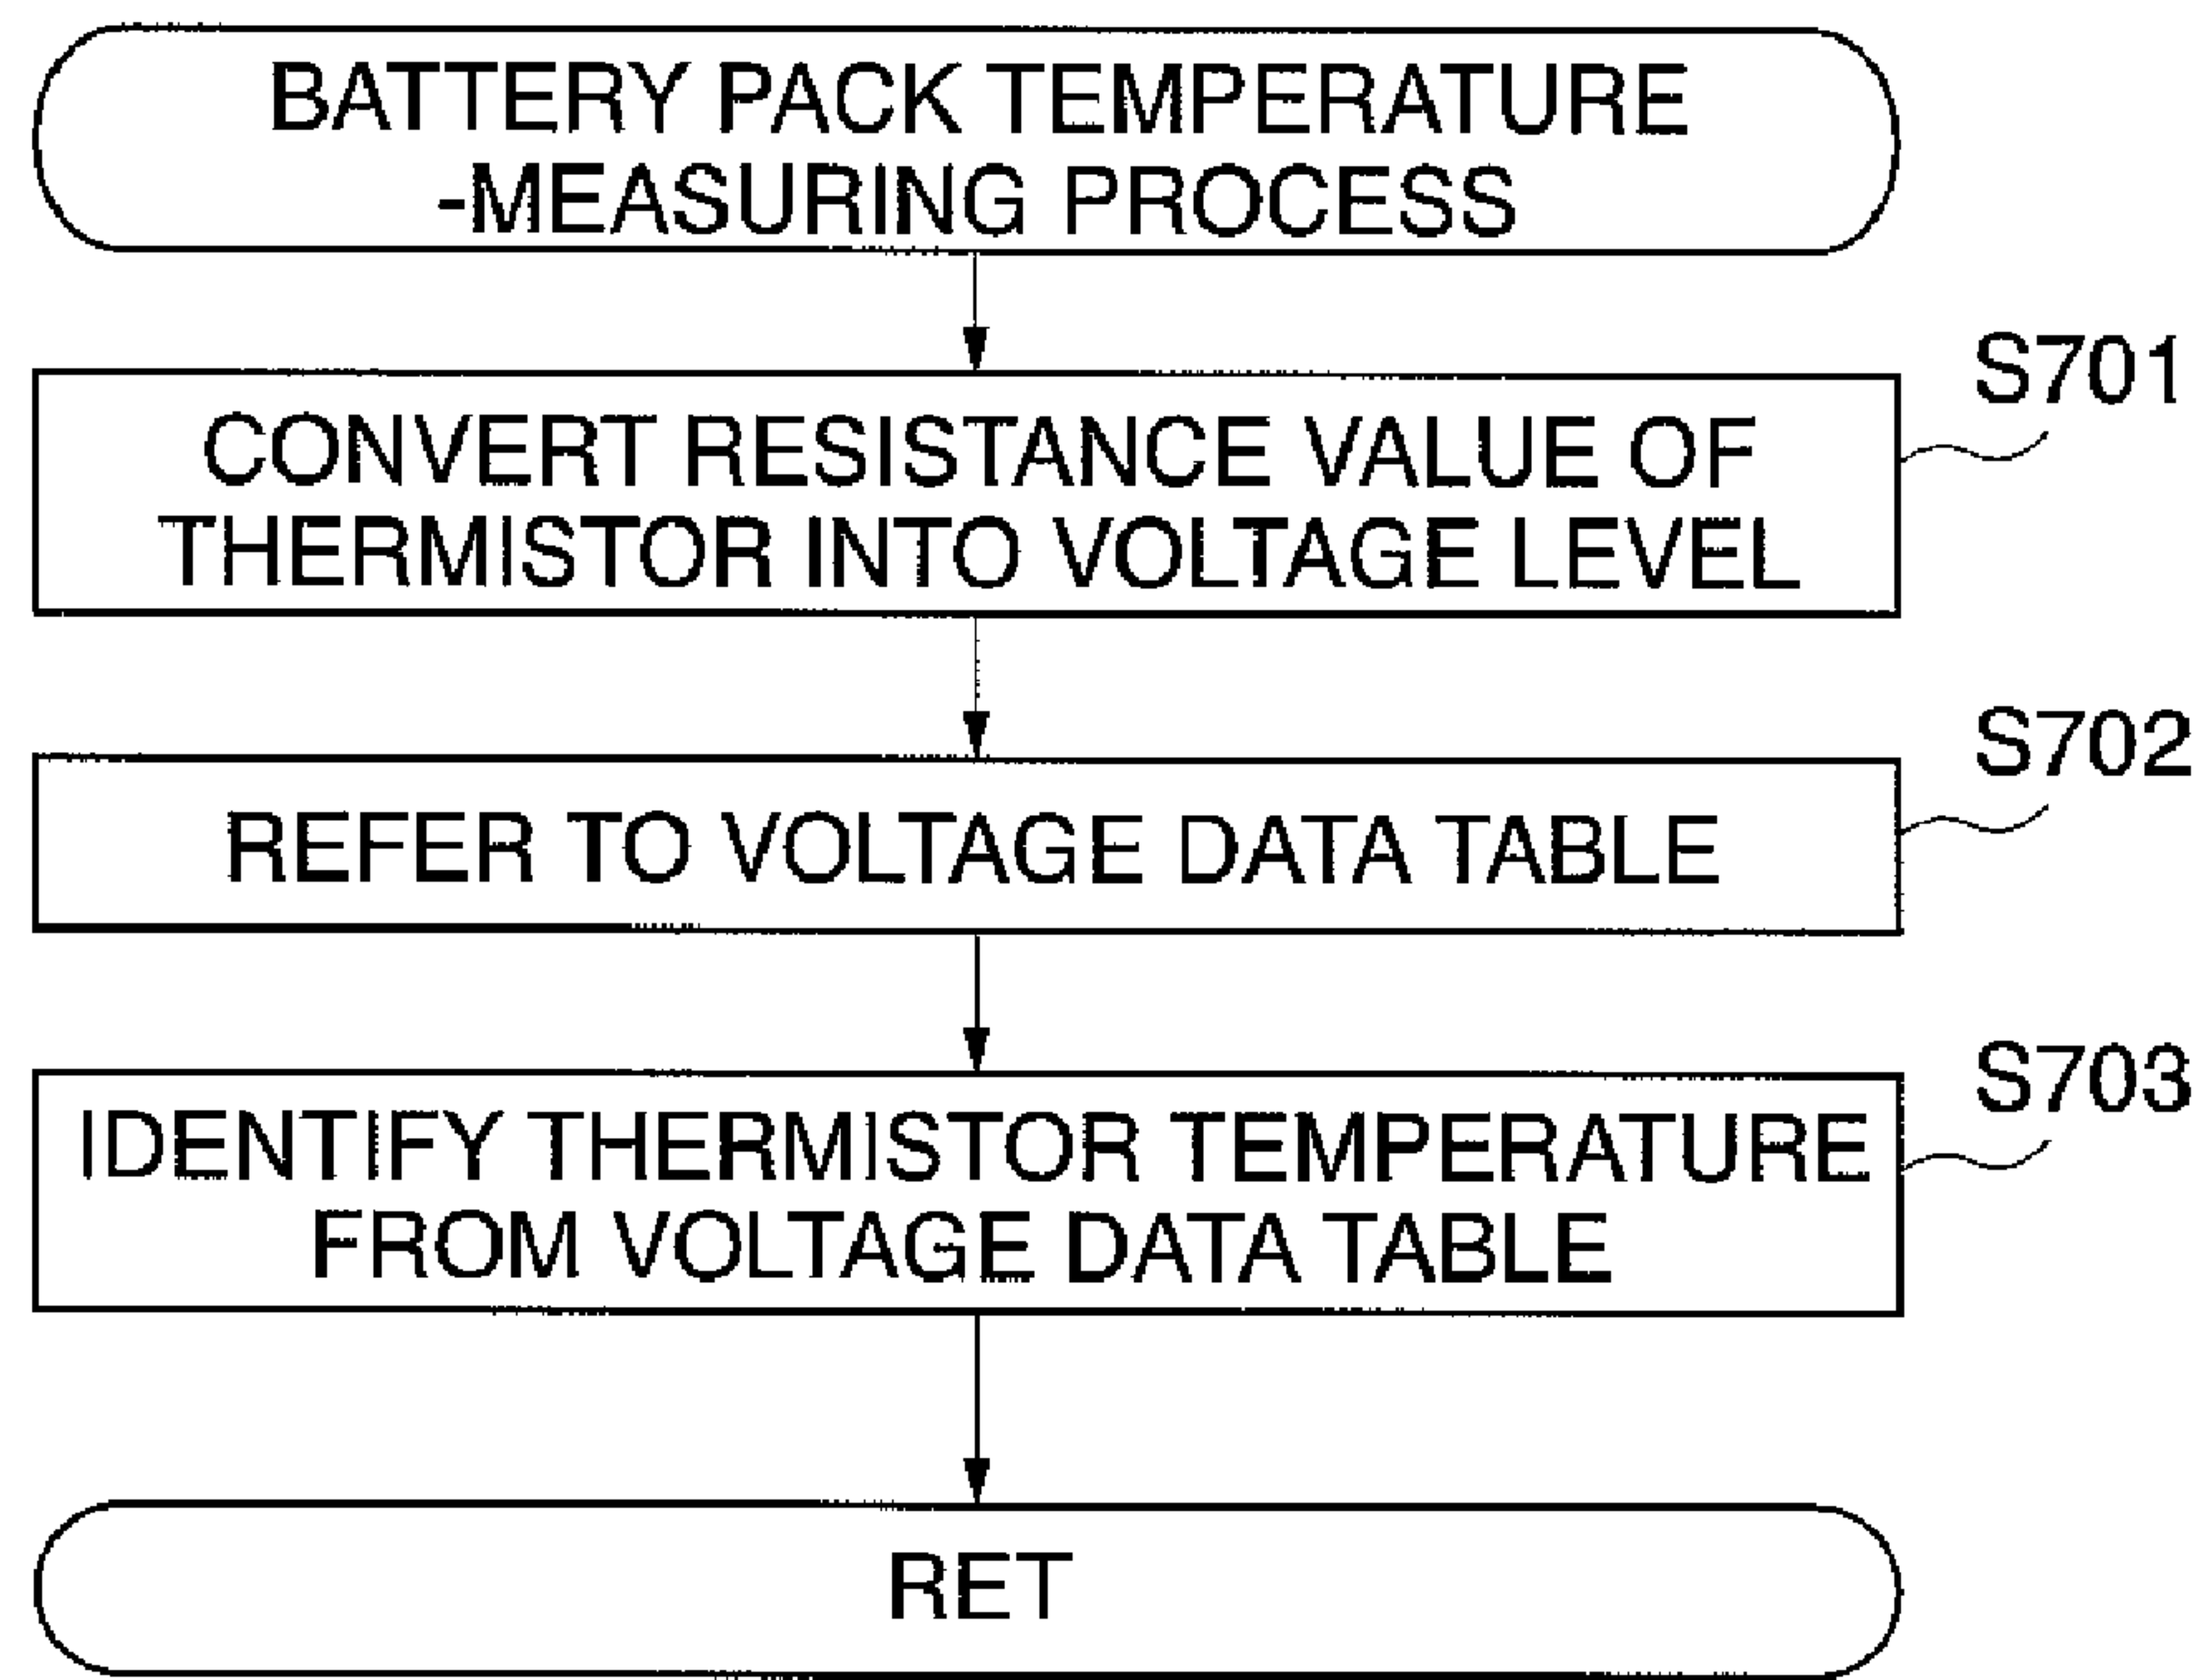 BATTERY PACK TEMPERATURE
-MEASURING PROCESS
S701
CONVERT RESISTANCE VALUE OF
THERMISTOR INTO VOLTAGE LEVEL
S702
REFER TO VOLTAGE DATA TABLE
S703
IDENTIFY THERMISTOR TEMPERATURE
FROM VOLTAGE DATA TABLE
RET